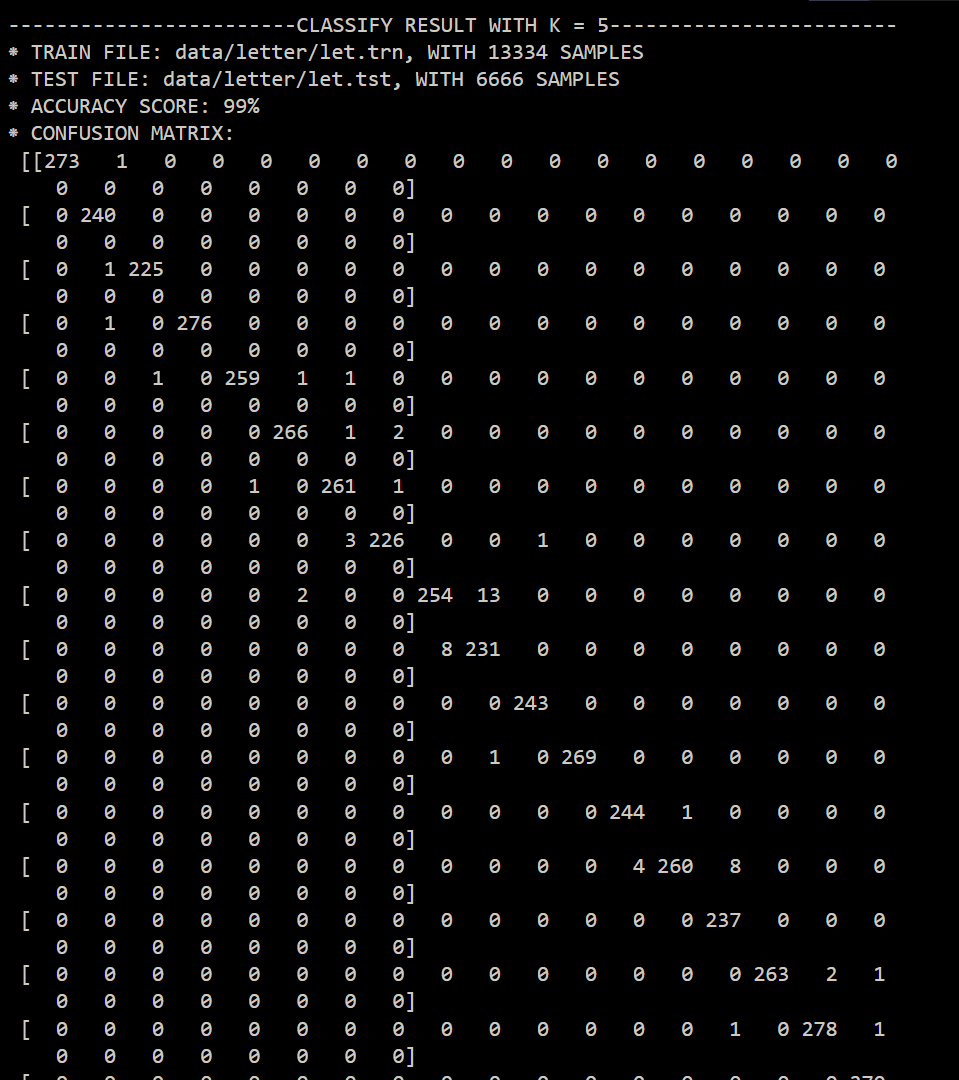 ------------------------CLASSIFY RESULT WITH K = 5------------------------
* TRAIN FILE: data/letter/let.trn, WITH 13334 SAMPLES
* TEST FILE: data/letter/let.tst, WITH 6666 SAMPLES
* ACCURACY SCORE: 99%
* CONFUSION MATRIX:
[[273 1 0 0 0 0 0 0 0 0 0 0 0 0 0 0 0 0
0 0 0 0 0 0 0 0]
[ 0 240 0 0 0 0 0 0 0 0 0 0 0 0 0 0 0 0
0 0 0 0 0 0 0 0]
[ 0 1 225 0 0 0 0 0 0 0 0 0 0 0 0 0 0 0
0 0 0 0 0 0 0 0]
[ 0 1 0 276 0 0 0 0 0 0 0 0 0 0 0 0 0 0
0 0 0 0 0 0 0 0]
[ 0 0 1 0 259 1 1 0 0 0 0 0 0 0 0 0 0 0
0 0 0 0 0 0 0 0]
[ 0 0 0 0 0 266 1 2 0 0 0 0 0 0 0 0 0 0
0 0 0 0 0 0 0 0]
[ 0 0 0 0 1 0 261 1 0 0 0 0 0 0 0 0 0 0
0 0 0 0 0 0 0 0]
[ 0 0 0 0 0 0 3 226 0 0 1 0 0 0 0 0 0 0
0 0 0 0 0 0 0 0]
[ 0 0 0 0 0 2 0 0 254 13 0 0 0 0 0 0 0 0
0 0 0 0 0 0 0 0]
[ 0 0 0 0 0 0 0 0 8 231 0 0 0 0 0 0 0 0
0 0 0 0 0 0 0 0]
[ 0 0 0 0 0 0 0 0 0 0 243 0 0 0 0 0 0 0
0 0 0 0 0 0 0 0]
[ 0 0 0 0 0 0 0 0 0 1 0 269 0 0 0 0 0 0
0 0 0 0 0 0 0 0]
[ 0 0 0 0 0 0 0 0 0 0 0 0 244 1 0 0 0 0
0 0 0 0 0 0 0 0]
[ 0 0 0 0 0 0 0 0 0 0 0 0 4 260 8 0 0 0
0 0 0 0 0 0 0 0]
[ 0 0 0 0 0 0 0 0 0 0 0 0 0 0 237 0 0 0
0 0 0 0 0 0 0 0]
[ 0 0 0 0 0 0 0 0 0 0 0 0 0 0 0 263 2 1
0 0 0 0 0 0 0 0]
[ 0 0 0 0 0 0 0 0 0 0 0 0 0 0 1 0 278 1
0 0 0 0 0 0 0 0]